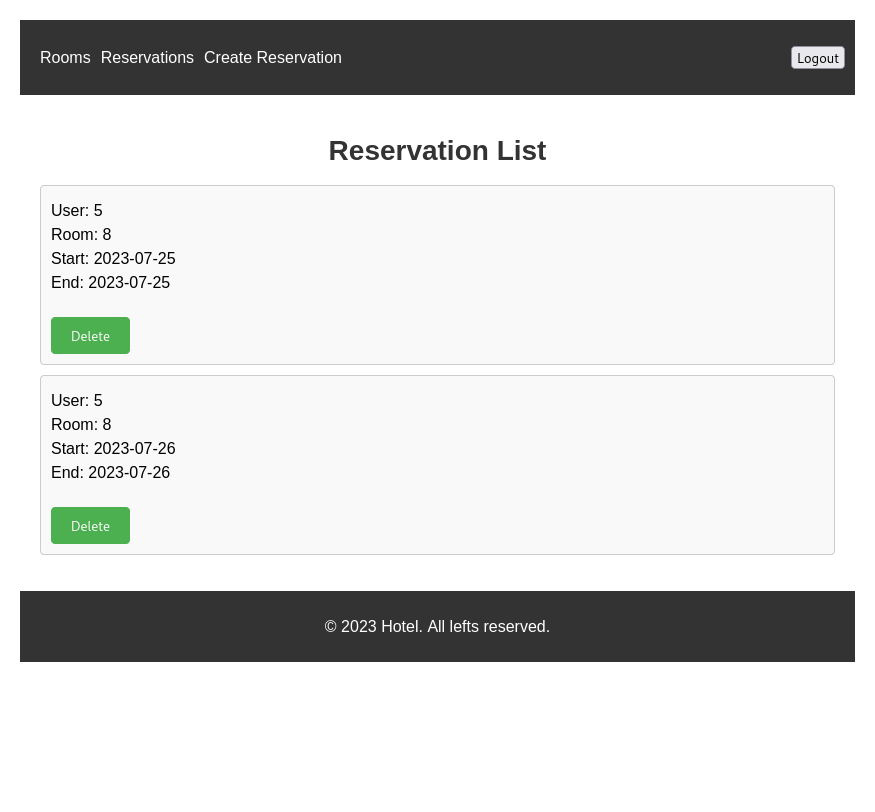 Rooms Reservations Create Reservation Logout
Reservation List
User: 5
Room: 8
Start: 2023-07-25
End: 2023-07-25
Delete
User: 5
Room: 8
Start: 2023-07-26
End: 2023-07-26
Delete
© 2023 Hotel. All lefts reserved.